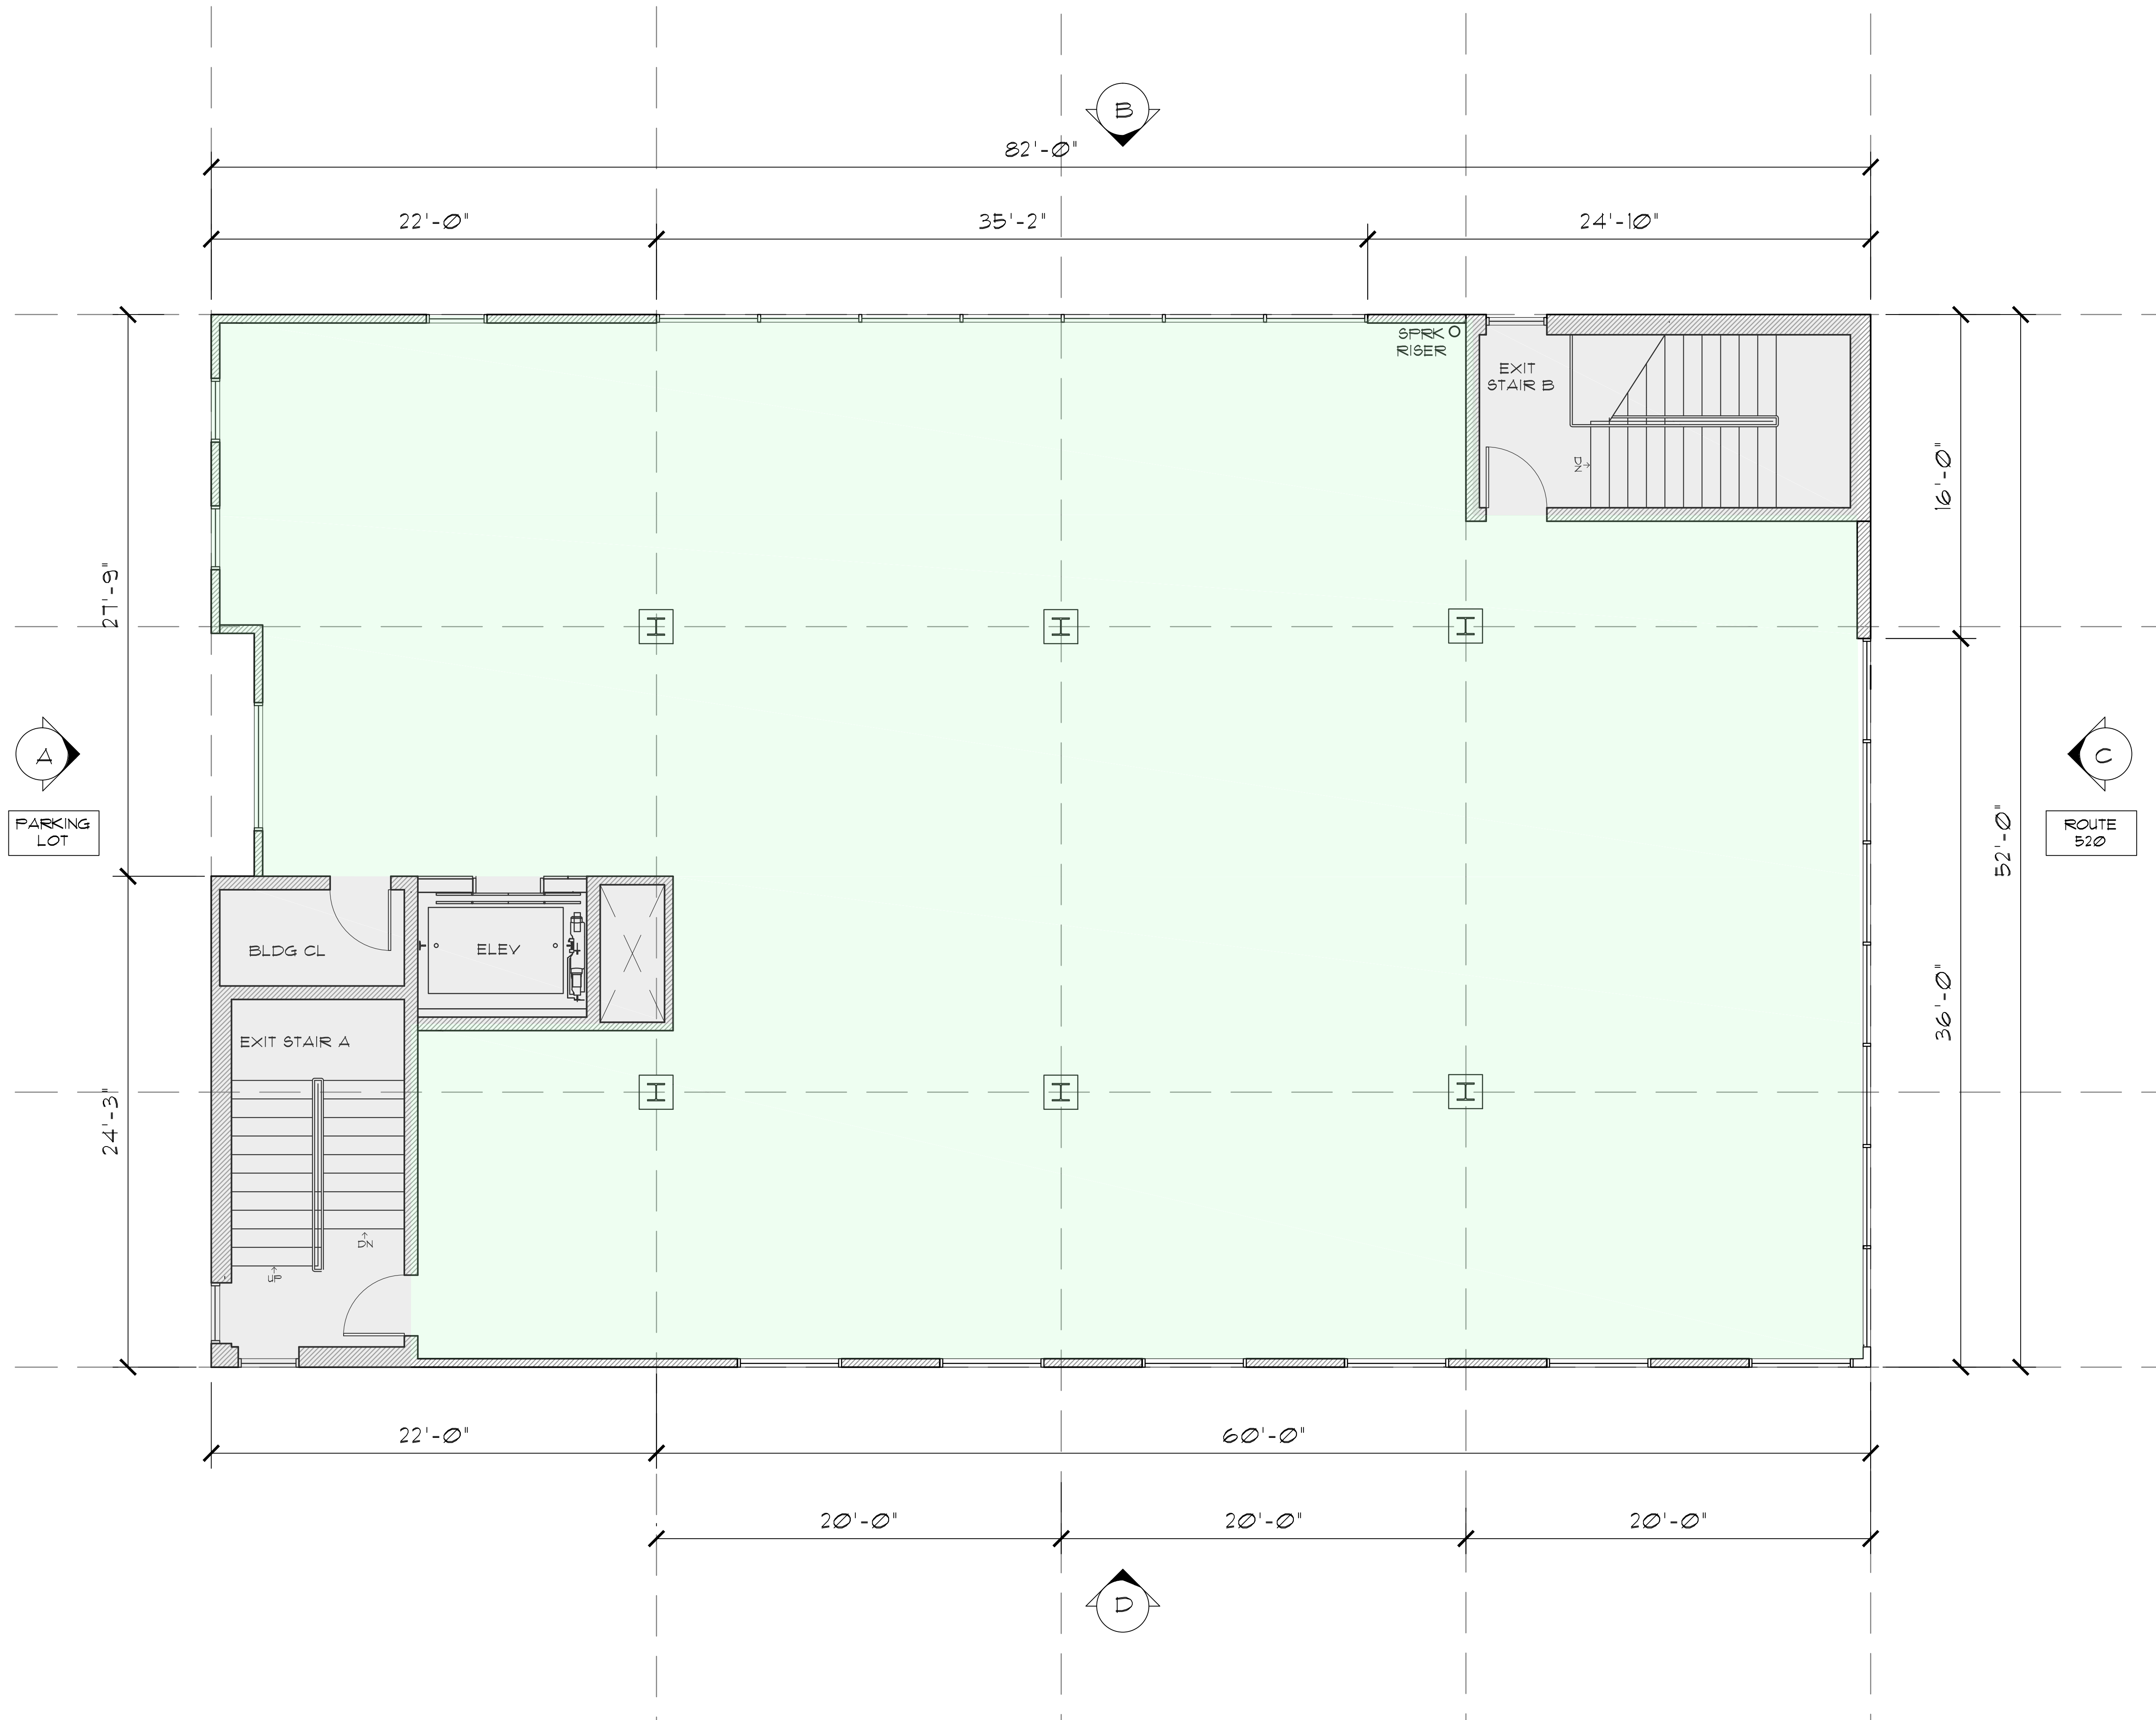 B
82'-0"
22'-0"
35'-2"
24'-10"
SPRK
RISER
EXIT
STAIR B
DN
16'-0"
27'-9"
A
PARKING
LOT
C
ROUTE
520
52'-0"
BLDG CL
ELEV
36'-0"
EXIT STAIR A
24'-3"
DN
UP
22'-0"
60'-0"
20'-0"
20'-0"
20'-0"
D